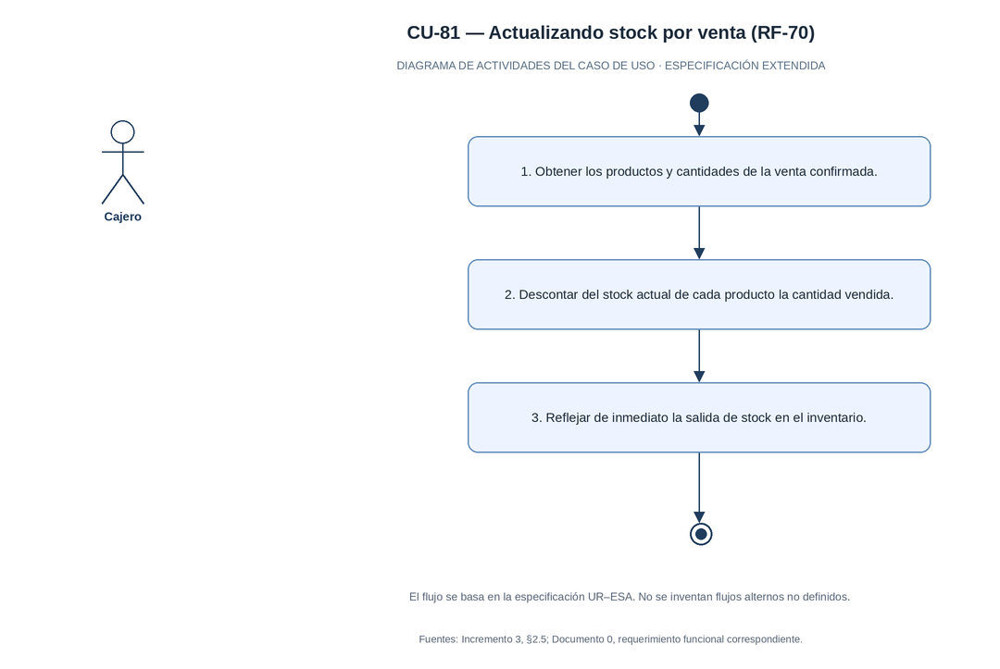 CU-81 — Actualizando stock por venta (RF-70)
DIAGRAMA DE ACTIVIDADES DEL CASO DE USO · ESPECIFICACIÓN EXTENDIDA
Cajero
1. Obtener los productos y cantidades de la venta confirmada.
2. Descontar del stock actual de cada producto la cantidad vendida.
3. Reflejar de inmediato la salida de stock en el inventario.
El flujo se basa en la especificación UR–ESA. No se inventan flujos alternos no definidos.
Fuentes: Incremento 3, §2.5; Documento 0, requerimiento funcional correspondiente.